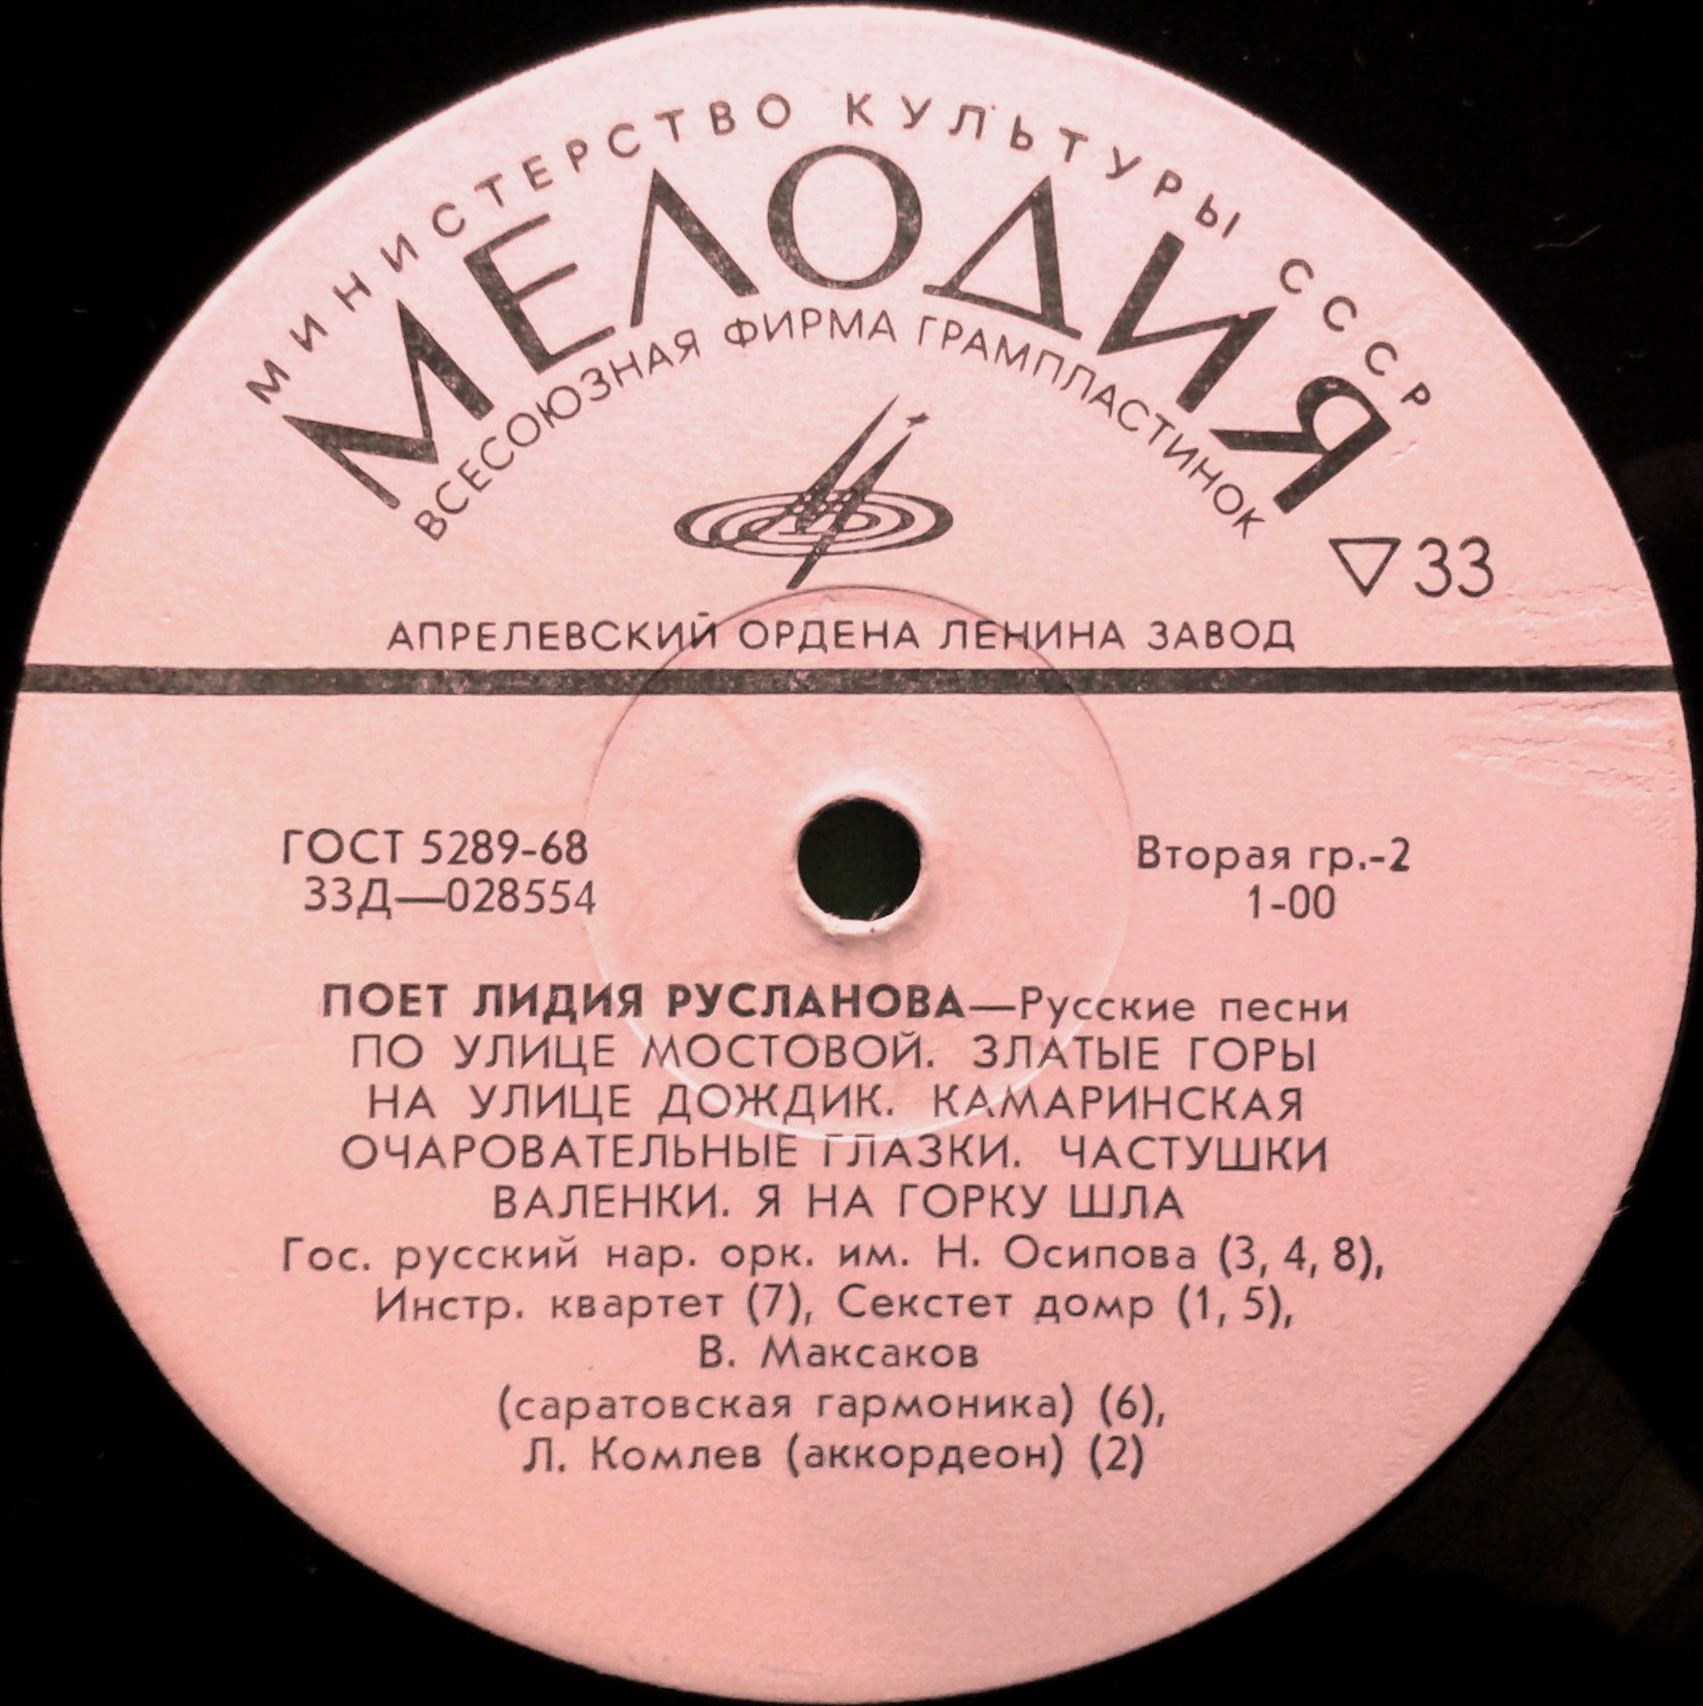 МИНИСТЕРСТВО КУЛЬТУРЫ СССР
МЕЛОДИЯ
ВСЕСОЮЗНАЯ ФИРМА ГРАМПЛАСТИНОК
▽33
АПРЕЛЕВСКИЙ ОРДЕНА ЛЕНИНА ЗАВОД
ГОСТ 5289-68
33Д—028554
Вторая гр.-2
1-00
ПОЕТ ЛИДИЯ РУСЛАНОВА—Русские песни
ПО УЛИЦЕ МОСТОВОЙ. ЗЛАТЫЕ ГОРЫ
НА УЛИЦЕ ДОЖДИК. КАМАРИНСКАЯ
ОЧАРОВАТЕЛЬНЫЕ ГЛАЗКИ. ЧАСТУШКИ
ВАЛЕНКИ. Я НА ГОРКУ ШЛА
Гос. русский нар. орк. им. Н. Осипова (3, 4, 8),
Инстр. квартет (7), Секстет домр (1, 5),
В. Максаков
(саратовская гармоника) (6),
Л. Комлев (аккордеон) (2)